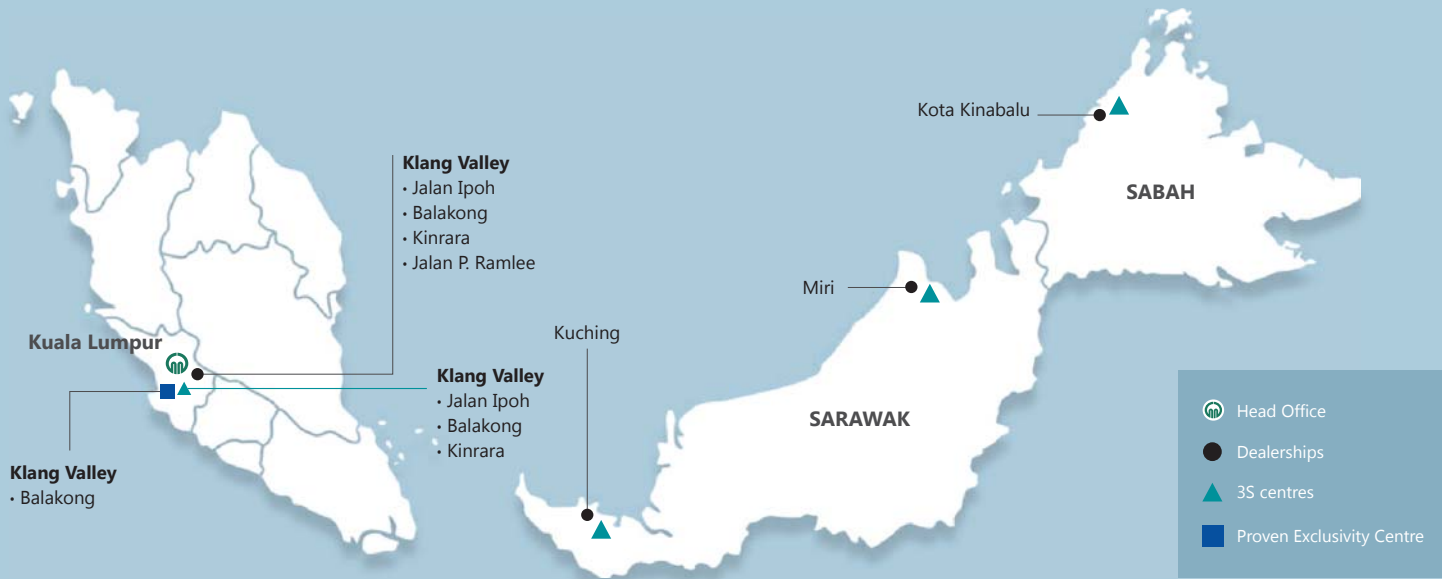 Klang Valley
• Jalan Ipoh
• Balakong
• Kinrara
• Jalan P. Ramlee
Kuala Lumpur
Klang Valley
• Jalan Ipoh
• Balakong
• Kinrara
Klang Valley
• Balakong
Kota Kinabalu
SABAH
Miri
Kuching
SARAWAK
Head Office
Dealerships
3S centres
Proven Exclusivity Centre